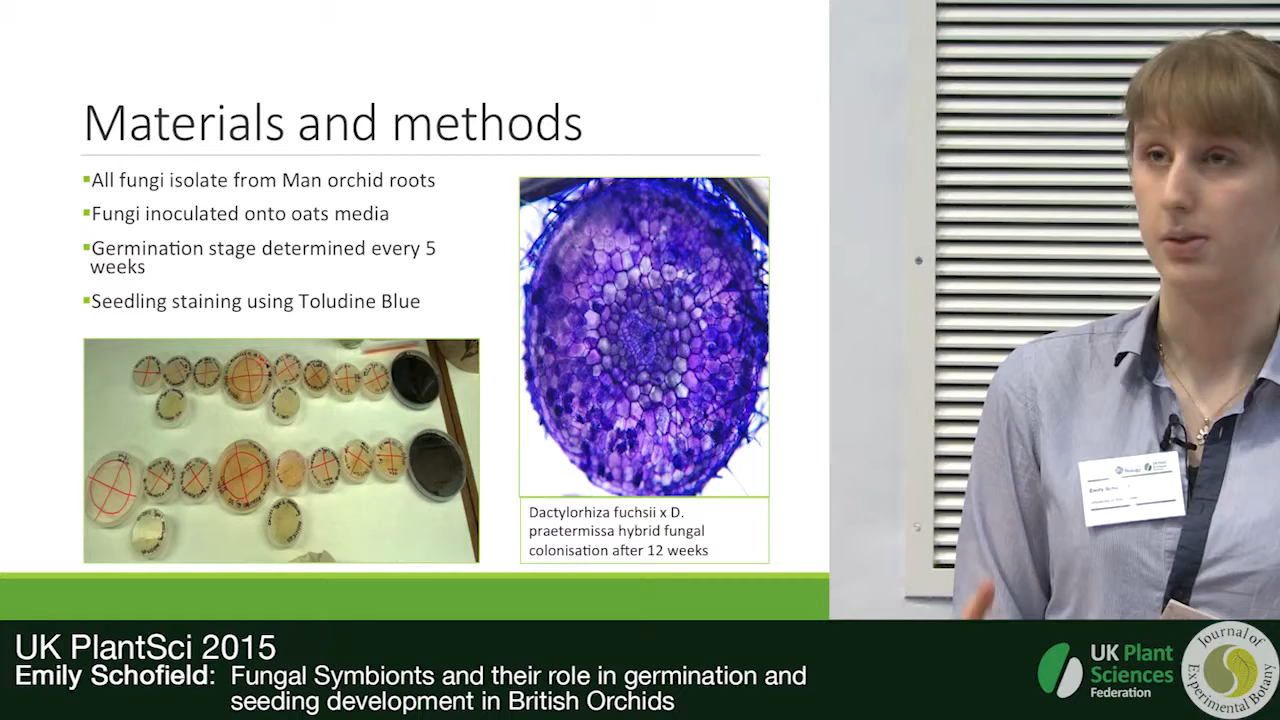 Materials and methods
▪All fungi isolate from Man orchid roots
▪Fungi inoculated onto oats media
▪Germination stage determined every 5
weeks
▪Seedling staining using Toludine Blue
Dactylorhiza fuchsii x D.
praetermissa hybrid fungal
colonisation after 12 weeks
UK PlantSci 2015
Emily Schofield: Fungal Symbionts and their role in germination and
seeding development in British Orchids
UK Plant
Sciences
Federation
Journal of
Experimental Botany